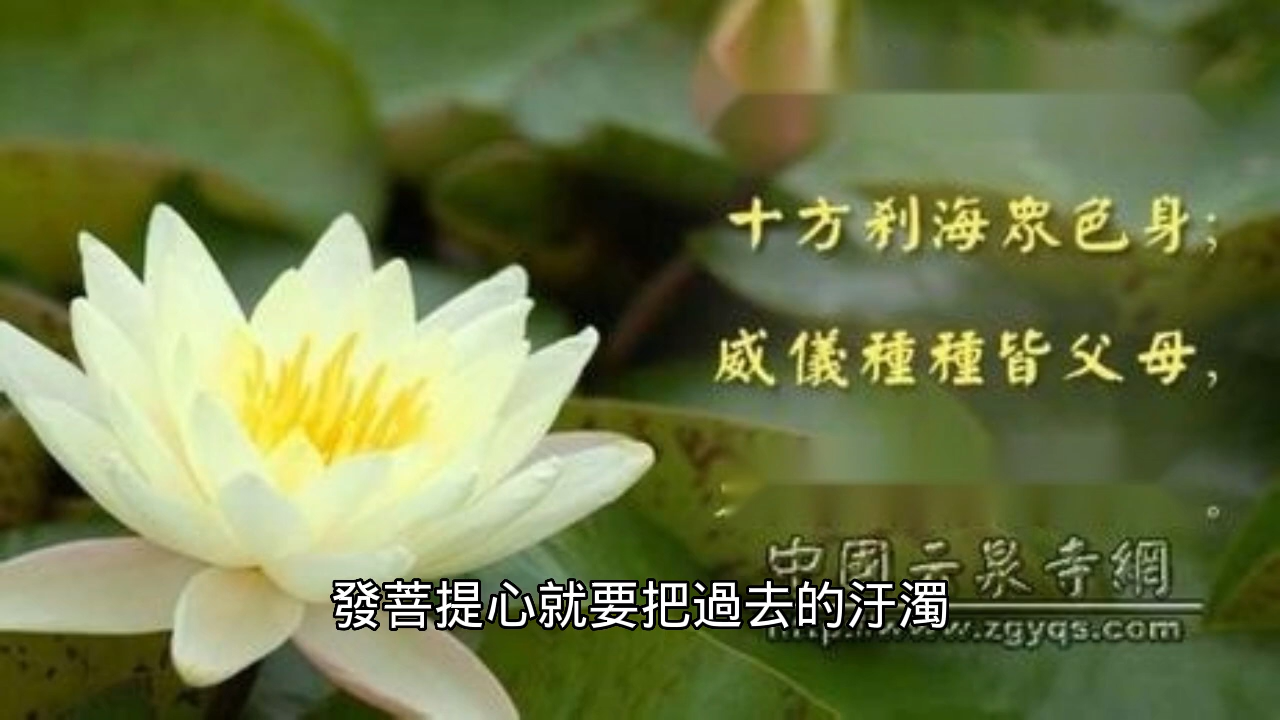 十方剎海眾色身；
威儀種種皆父母，
中國云泉寺網
發菩提心就要把過去的汙濁
http://www.zgyqs.com